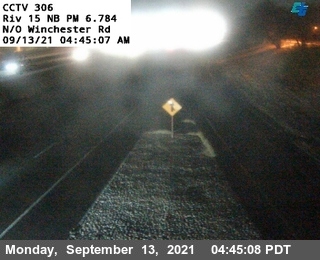 CCTV 306
Riv 15 NB PM 6.784
N/O Winchester Rd
09/13/21 04:45:07 AM
Monday, September 13, 2021 04:45:08 PDT